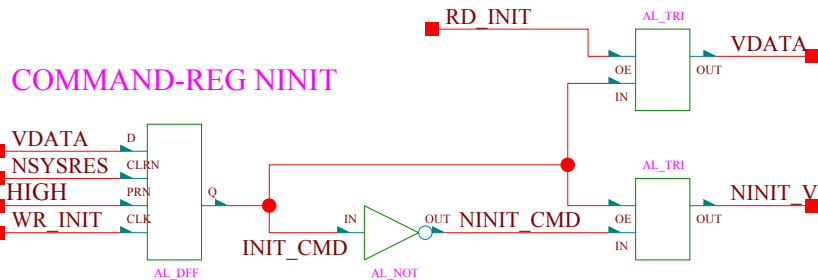 RD_INIT
AL_TRI
VDATA
OE
OUT
IN
COMMAND-REG NINIT
VDATA
D
NSYSRES
CLRN
HIGH
PRN
Q
WR_INIT
CLK
INIT_CMD
AL_DFF
IN
OUT
AL_NOT
NINIT_CMD
AL_TRI
NINIT_V
OE
OUT
IN